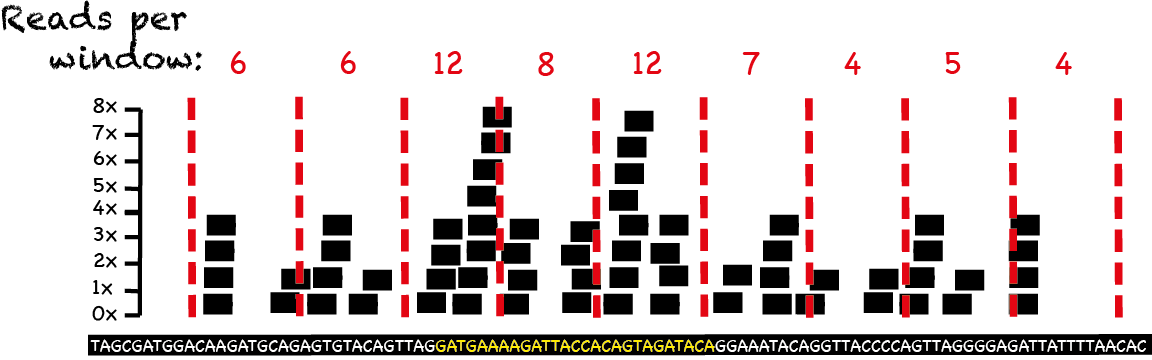 Reads per
window: 6 6 12 8 12 7 4 5 4
8x
7x
6x
5x
4x
3x
2x
1x
0x
TAGCGATGGACAAGATGCAGAGTGTACAGTTAGGATGAAAAGATTACCACAGTAGATACAGGAAATACAGGTTACCCCAGTTAGGGGAGATTATTTTAACAC